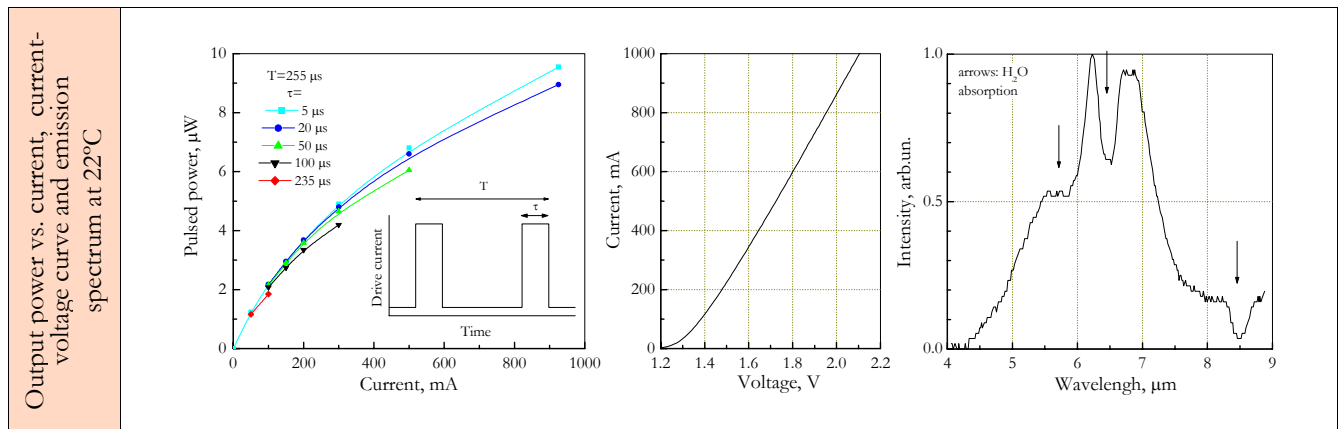 Output power vs. current, current-
voltage curve and emission
spectrum at 22ºC
10
8
6
4
2
0
Pulsed power, μW
T=255 μs
τ=
5 μs
20 μs
50 μs
100 μs
235 μs
T
τ
Drive current
Time
0 200 400 600 800 1000
Current, mA
1000
800
600
400
200
0
Current, mA
1.2 1.4 1.6 1.8 2.0 2.2
Voltage, V
1.0
0.5
0.0
Intensity, arb.un.
arrows: H2O
absorption
4 5 6 7 8 9
Wavelengh, μm